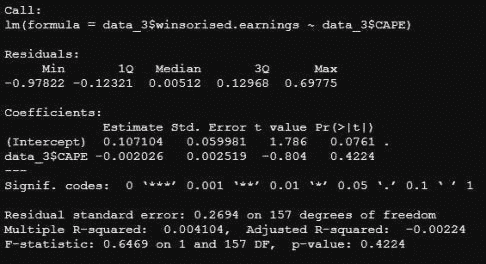 Call:
lm(formula = data_3$winsorised.earnings ~ data_3$CAPE)
Residuals:
Min 1Q Median 3Q Max
-0.97822 -0.12321 0.00512 0.12968 0.69775
Coefficients:
Estimate Std. Error t value Pr(>|t|)
(Intercept) 0.107104 0.059981 1.786 0.0761 .
data_3$CAPE -0.002026 0.002519 -0.804 0.4224
---
Signif. codes: 0 ‘***’ 0.001 ‘**’ 0.01 ‘*’ 0.05 ‘.’ 0.1 ‘ ’ 1
Residual standard error: 0.2694 on 157 degrees of freedom
Multiple R-squared: 0.004104, Adjusted R-squared: -0.00224
F-statistic: 0.6469 on 1 and 157 DF, p-value: 0.4224